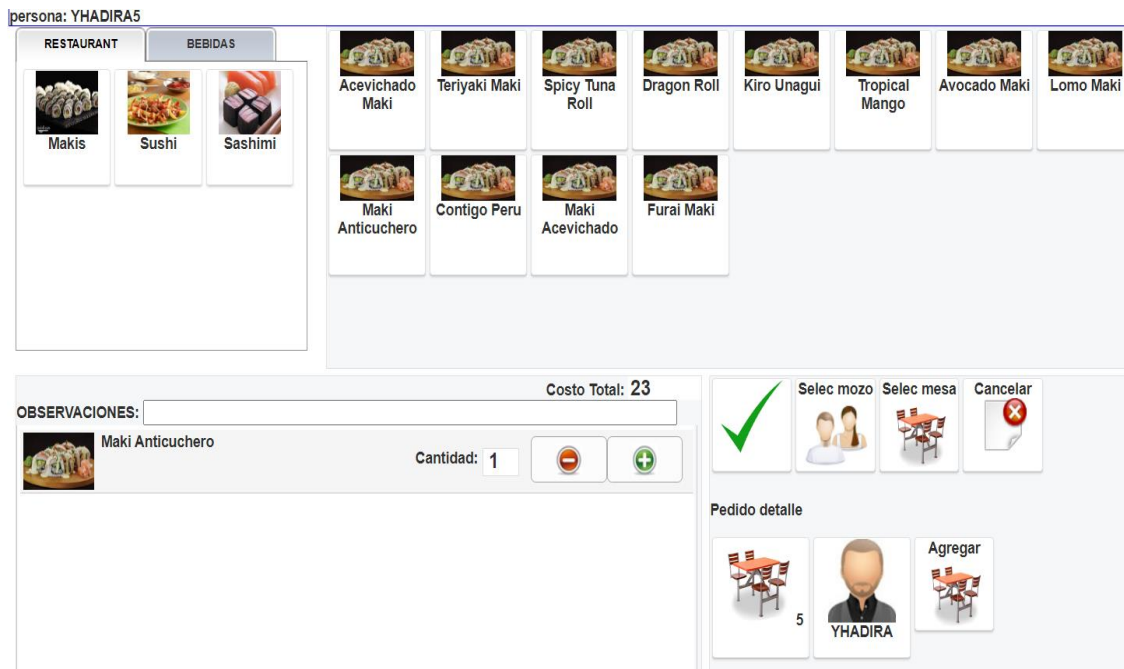 persona: YHADIRA5
RESTAURANT BEBIDAS
Makis Sushi Sashimi
Acevichado Maki
Teriyaki Maki
Spicy Tuna Roll
Dragon Roll
Kiro Unagui
Tropical Mango
Avocado Maki
Lomo Maki
Maki Anticuchero
Contigo Peru
Maki Acevichado
Furai Maki
Costo Total: 23
OBSERVACIONES:
Maki Anticuchero
Cantidad: 1
Selec mozo Selec mesa Cancelar
Pedido detalle
5
YHADIRA
Agregar